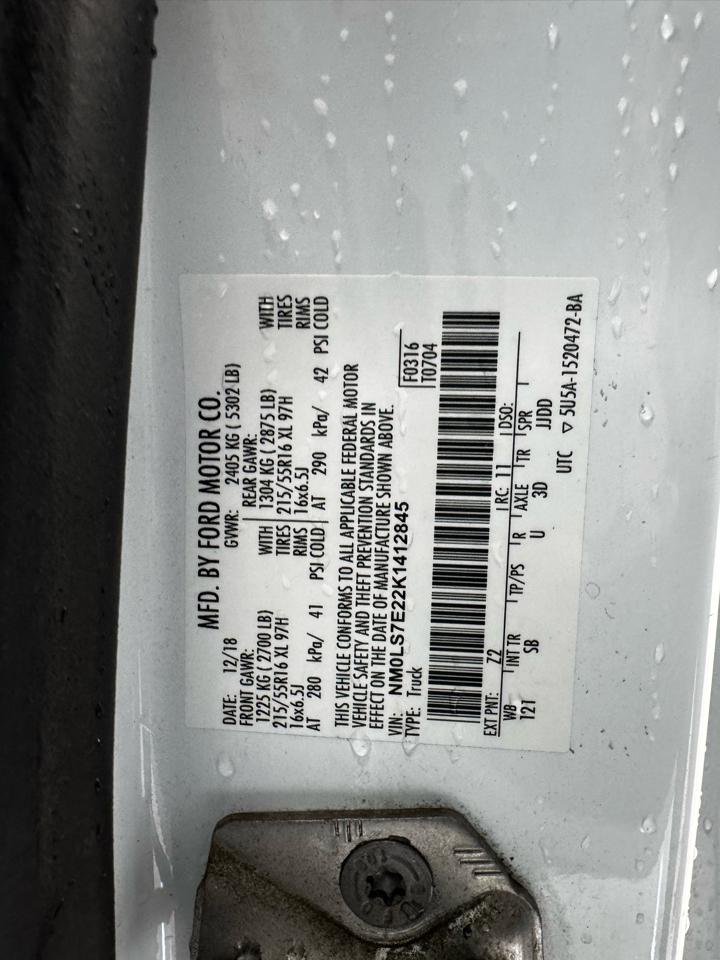 MFD. BY FORD MOTOR CO.
DATE: 12/18 GVWR: 2405 KG ( 5302 LB)
FRONT GAWR: REAR GAWR:
1225 KG ( 2700 LB) WITH 1304 KG ( 2875 LB) WITH
215/55R16 XL 97H TIRES 215/55R16 XL 97H TIRES
16x6.5J RIMS 16x6.5J RIMS
AT 280 kPa/ 41 PSI COLD AT 290 kPa/ 42 PSI COLD
THIS VEHICLE CONFORMS TO ALL APPLICABLE FEDERAL MOTOR
VEHICLE SAFETY AND THEFT PREVENTION STANDARDS IN
EFFECT ON THE DATE OF MANUFACTURE SHOWN ABOVE.
VIN: NM0LS7E22K1412845 F0316
TYPE: Truck T0704
EXT PNT: Z2 RC: 11 DSO:
WB INT TR TP/PS R AXLE TR SPR
121 SB U 3D JJDD
UTC ▽ 5U5A-1520472-BA